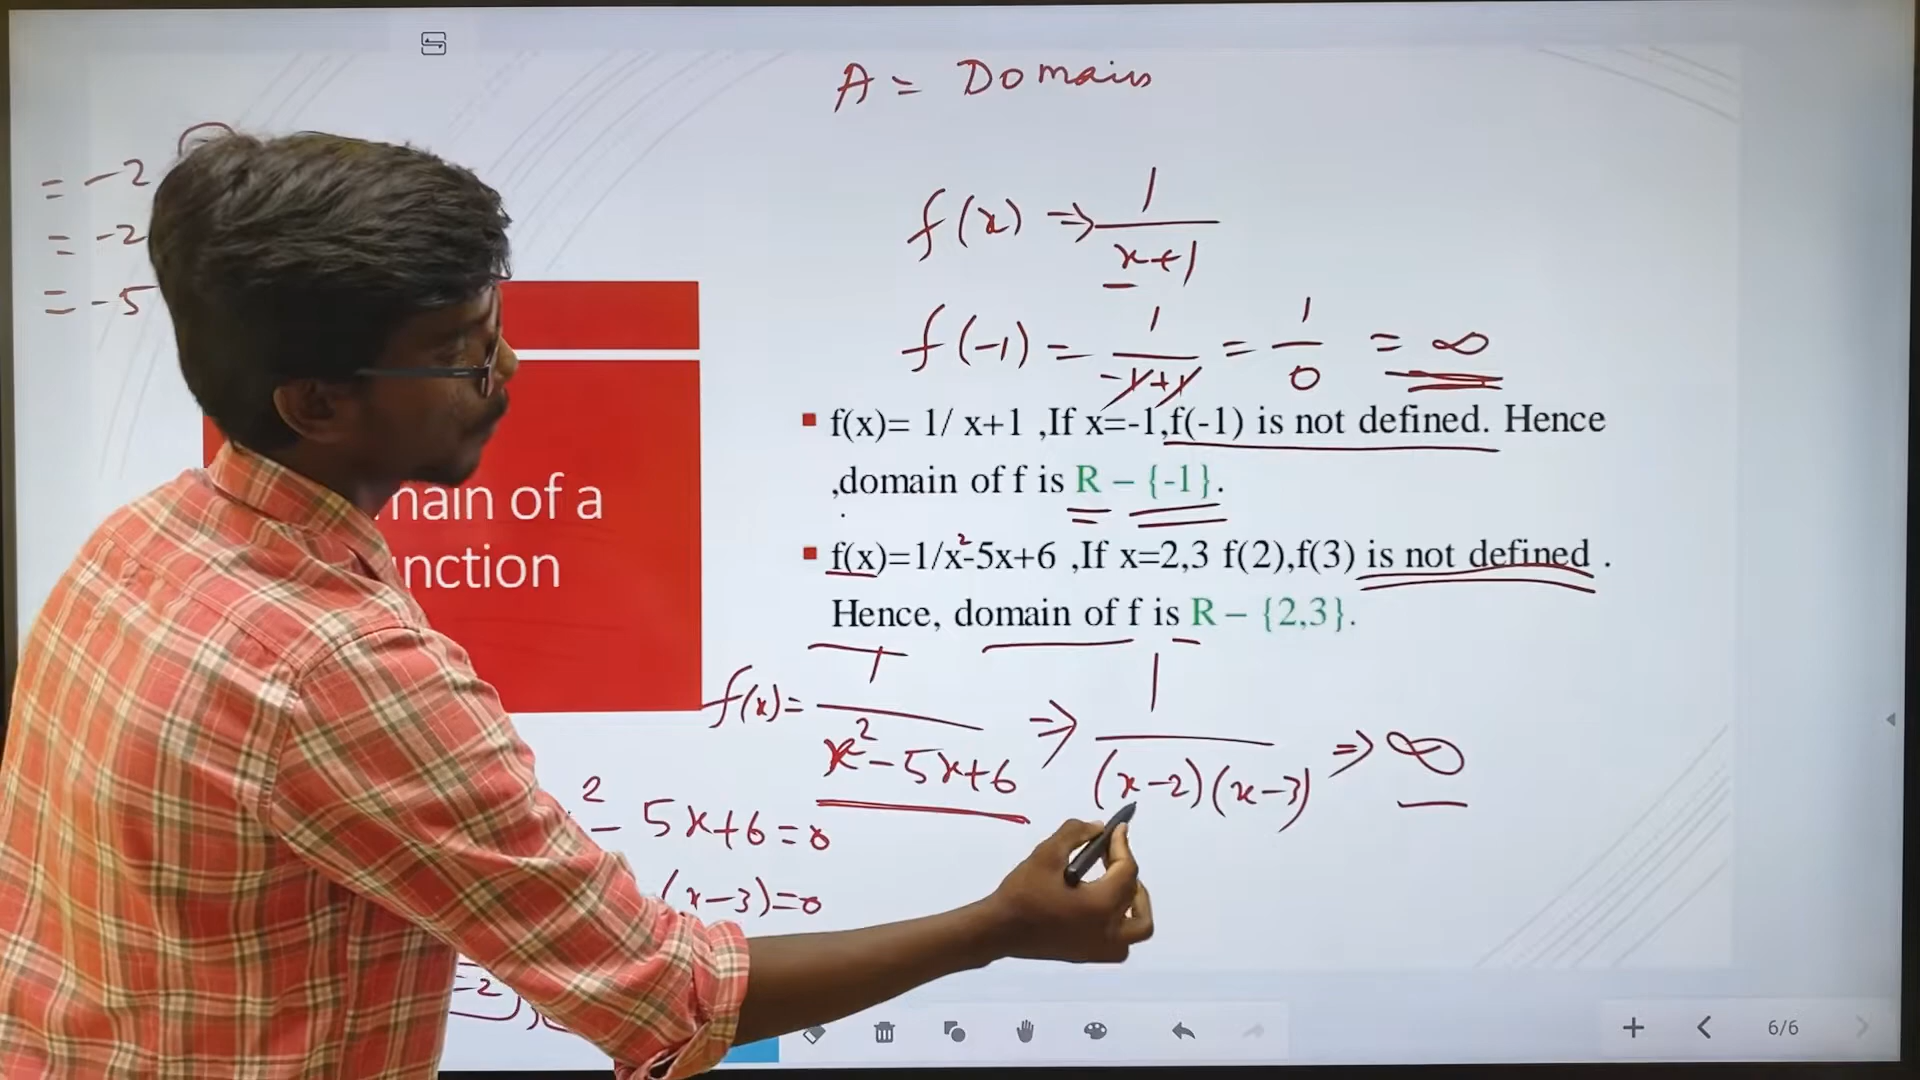 A = Domain
= -2
= -2
= -5
f(x) ⇒ 1/x+1
f(-1) = 1/-1+1 = 1/0 = ∞
▪ f(x)= 1/ x+1 ,If x=-1,f(-1) is not defined. Hence
,domain of f is R – {-1}.
▪ f(x)=1/x²-5x+6 ,If x=2,3 f(2),f(3) is not defined .
Hence, domain of f is R – {2,3}.
main of a
unction
f(x)= 1/x²-5x+6 ⇒ 1/(x-2)(x-3) ⇒ ∞
² - 5x+6=0
(x-3)=0
=2
6/6